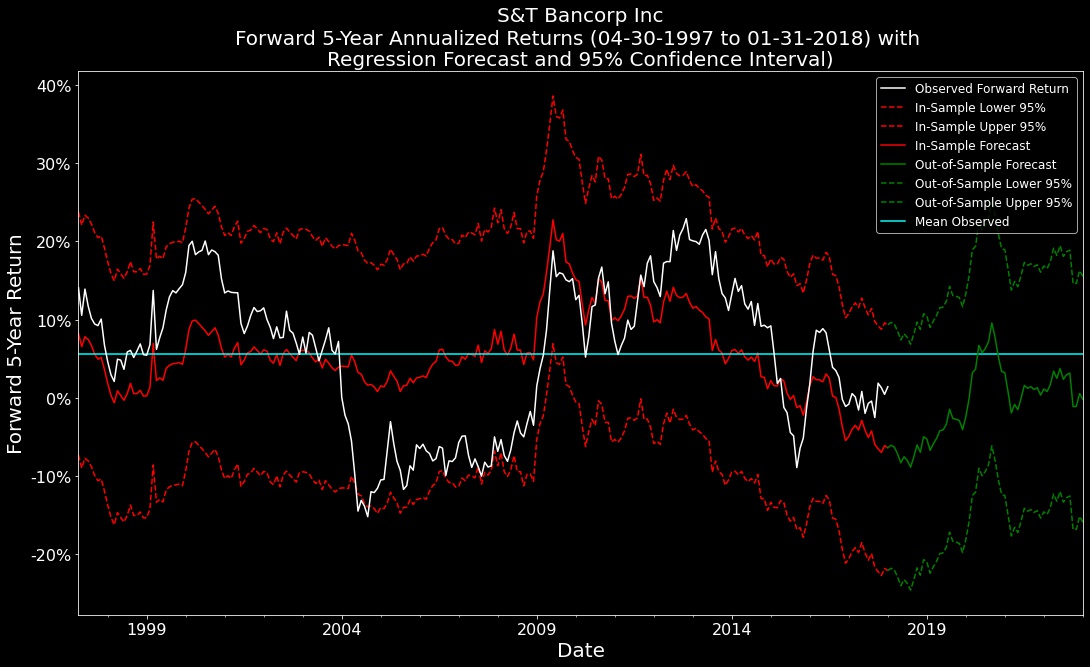 S&T Bancorp Inc
Forward 5-Year Annualized Returns (04-30-1997 to 01-31-2018) with
Regression Forecast and 95% Confidence Interval)
Forward 5-Year Return
40%
30%
20%
10%
0%
-10%
-20%
Observed Forward Return
In-Sample Lower 95%
In-Sample Upper 95%
In-Sample Forecast
Out-of-Sample Forecast
Out-of-Sample Lower 95%
Out-of-Sample Upper 95%
Mean Observed
1999
2004
2009
2014
2019
Date